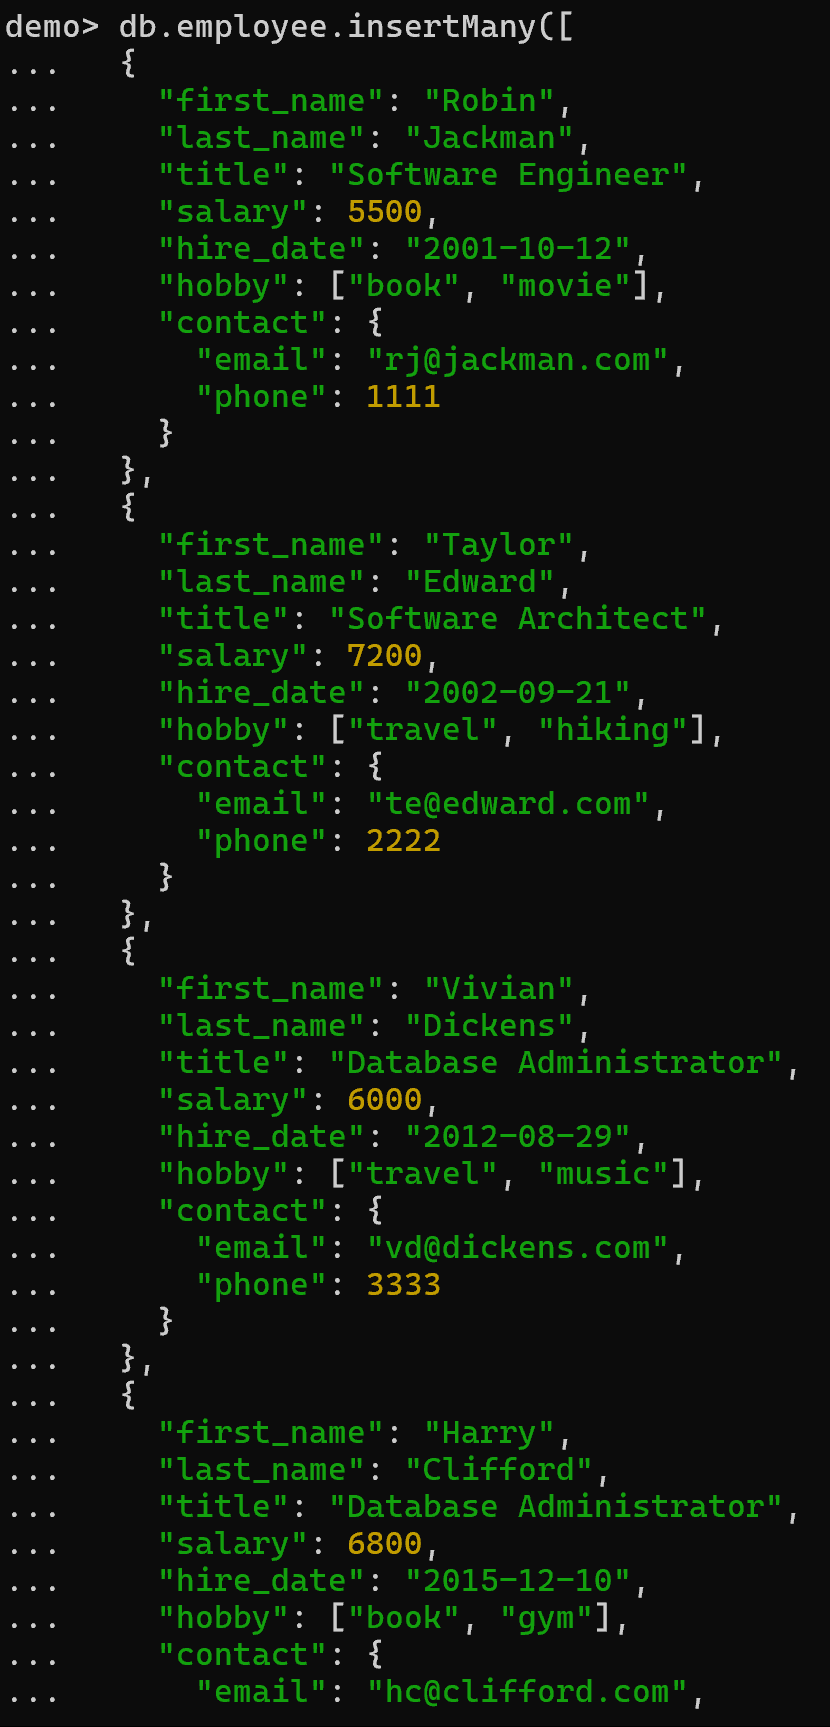 demo> db.employee.insertMany([
...   {
...     "first_name": "Robin",
...     "last_name": "Jackman",
...     "title": "Software Engineer",
...     "salary": 5500,
...     "hire_date": "2001-10-12",
...     "hobby": ["book", "movie"],
...     "contact": {
...       "email": "rj@jackman.com",
...       "phone": 1111
...     }
...   },
...   {
...     "first_name": "Taylor",
...     "last_name": "Edward",
...     "title": "Software Architect",
...     "salary": 7200,
...     "hire_date": "2002-09-21",
...     "hobby": ["travel", "hiking"],
...     "contact": {
...       "email": "te@edward.com",
...       "phone": 2222
...     }
...   },
...   {
...     "first_name": "Vivian",
...     "last_name": "Dickens",
...     "title": "Database Administrator",
...     "salary": 6000,
...     "hire_date": "2012-08-29",
...     "hobby": ["travel", "music"],
...     "contact": {
...       "email": "vd@dickens.com",
...       "phone": 3333
...     }
...   },
...   {
...     "first_name": "Harry",
...     "last_name": "Clifford",
...     "title": "Database Administrator",
...     "salary": 6800,
...     "hire_date": "2015-12-10",
...     "hobby": ["book", "gym"],
...     "contact": {
...       "email": "hc@clifford.com",